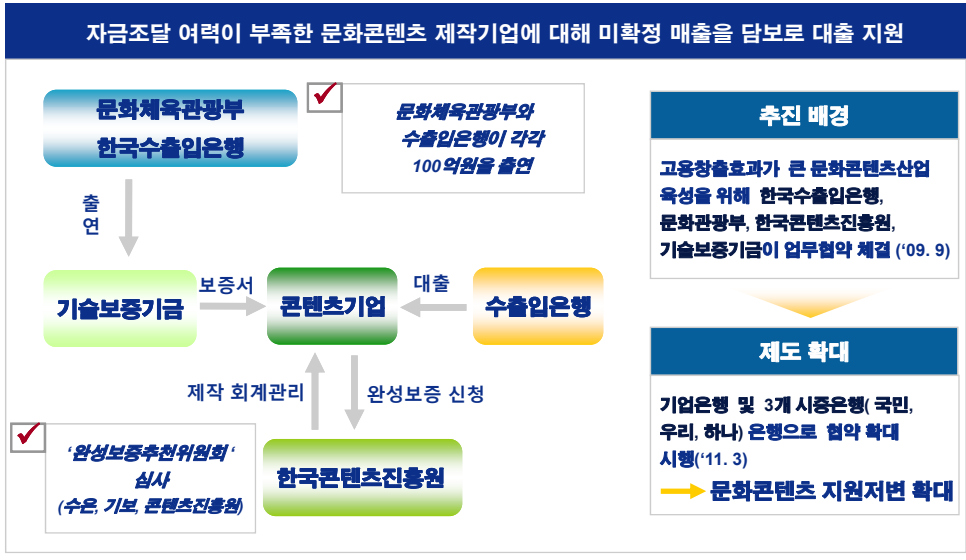 자금조달 여력이 부족한 문화콘텐츠 제작기업에 대해 미확정 매출을 담보로 대출 지원
문화체육관광부
한국수출입은행
문화체육관광부와
수출입은행이 각각
100억원을 출연
출
연
기술보증기금
보증서
콘텐츠기업
대출
수출입은행
제작 회계관리
완성보증 신청
'완성보증추천위원회 '
심사
(수은, 기보, 콘텐츠진흥원)
한국콘텐츠진흥원
추진 배경
고용창출효과가 큰 문화콘텐츠산업
육성을 위해 한국수출입은행,
문화관광부, 한국콘텐츠진흥원,
기술보증기금이 업무협약 체결 ('09. 9)
제도 확대
기업은행 및 3개 시중은행( 국민,
우리, 하나) 은행으로 협약 확대
시행('11. 3)
문화콘텐츠 지원저변 확대